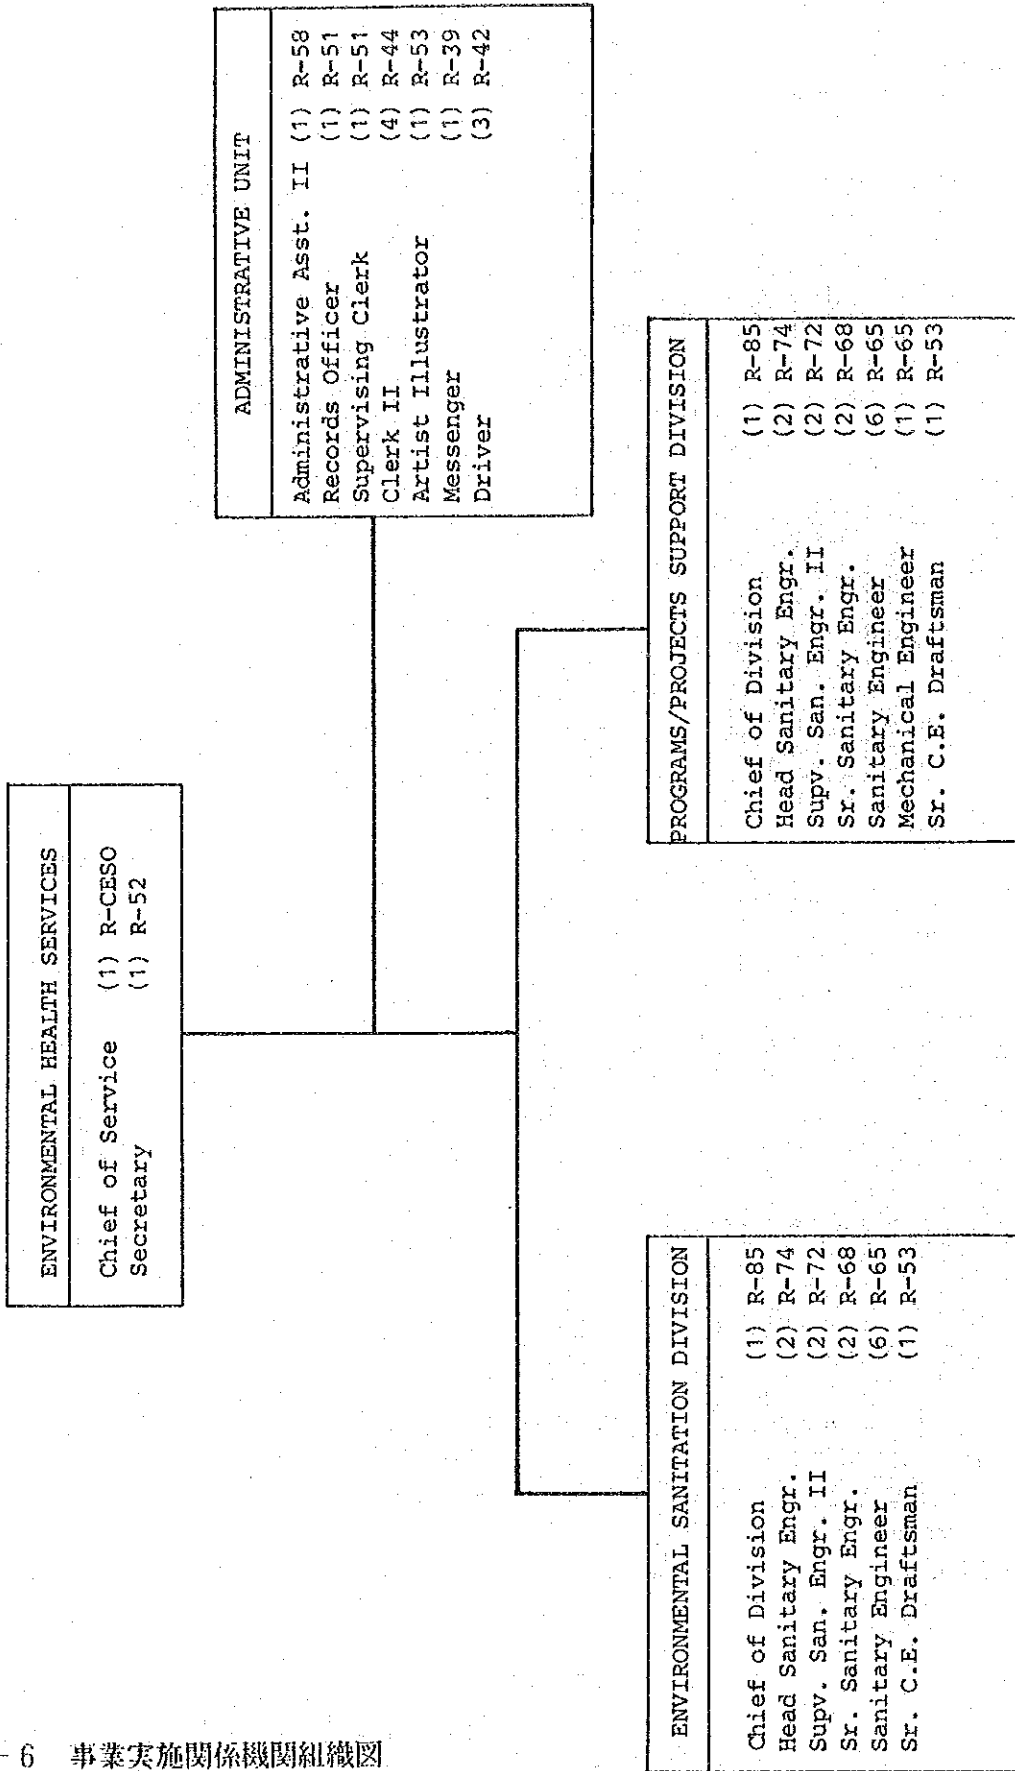 ENVIRONMENTAL HEALTH SERVICES
Chief of Service (1) R-CESO
Secretary (1) R-52
ADMINISTRATIVE UNIT
Administrative Asst. II (1) R-58
Records Officer (1) R-51
Supervising Clerk (1) R-51
Clerk II (4) R-44
Artist Illustrator (1) R-53
Messenger (1) R-39
Driver (3) R-42
ENVIRONMENTAL SANITATION DIVISION
Chief of Division (1) R-85
Head Sanitary Engr. (2) R-74
Supv. San. Engr. II (2) R-72
Sr. Sanitary Engr. (2) R-68
Sanitary Engineer (6) R-65
Sr. C.E. Draftsman (1) R-53
PROGRAMS/PROJECTS SUPPORT DIVISION
Chief of Division (1) R-85
Head Sanitary Engr. (2) R-74
Supv. San. Engr. II (2) R-72
Sr. Sanitary Engr. (2) R-68
Sanitary Engineer (6) R-65
Mechanical Engineer (1) R-65
Sr. C.E. Draftsman (1) R-53
- 6 事業実施関係機関組織図